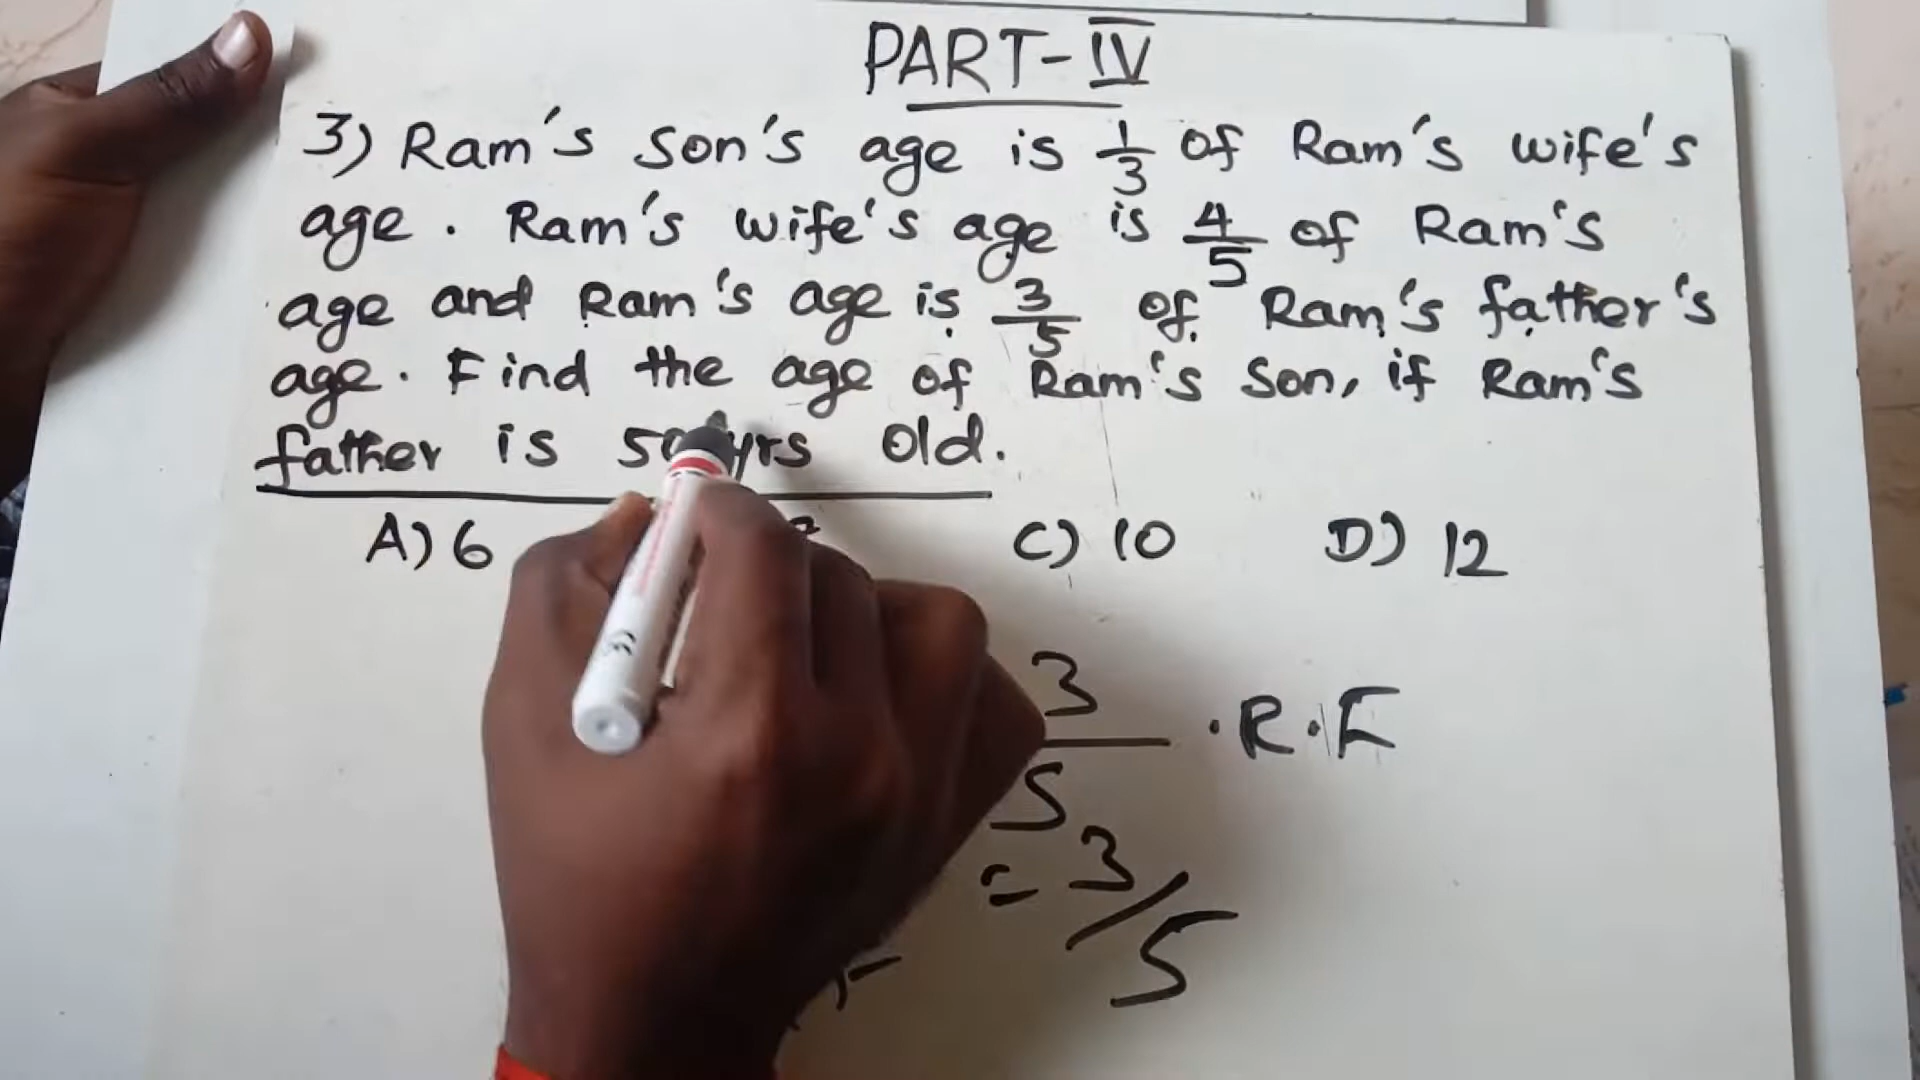 PART-IV
3) Ram's son's age is 1/3 of Ram's wife's
age. Ram's wife's age is 4/5 of Ram's
age and Ram's age is 3/5 of Ram's father's
age. Find the age of Ram's son, if Ram's
father is 50 yrs old.
A) 6 C) 10 D) 12
3/5 . R.F
= 3/5